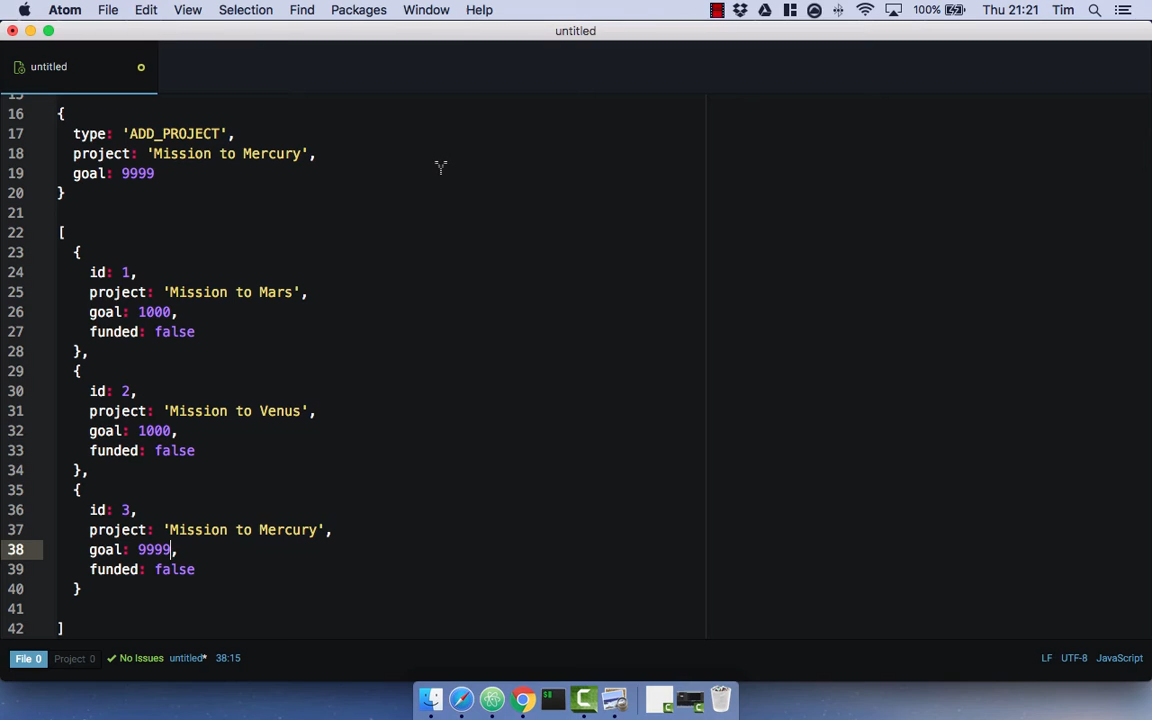 Atom File Edit View Selection Find Packages Window Help 100% Thu 21:21 Tim
untitled
untitled
15
16 {
17 type: 'ADD_PROJECT',
18 project: 'Mission to Mercury',
19 goal: 9999
20 }
21
22 [
23 {
24 id: 1,
25 project: 'Mission to Mars',
26 goal: 1000,
27 funded: false
28 },
29 {
30 id: 2,
31 project: 'Mission to Venus',
32 goal: 1000,
33 funded: false
34 },
35 {
36 id: 3,
37 project: 'Mission to Mercury',
38 goal: 9999,
39 funded: false
40 }
41
42 ]
File 0 Project 0 No Issues untitled* 38:15 LF UTF-8 JavaScript